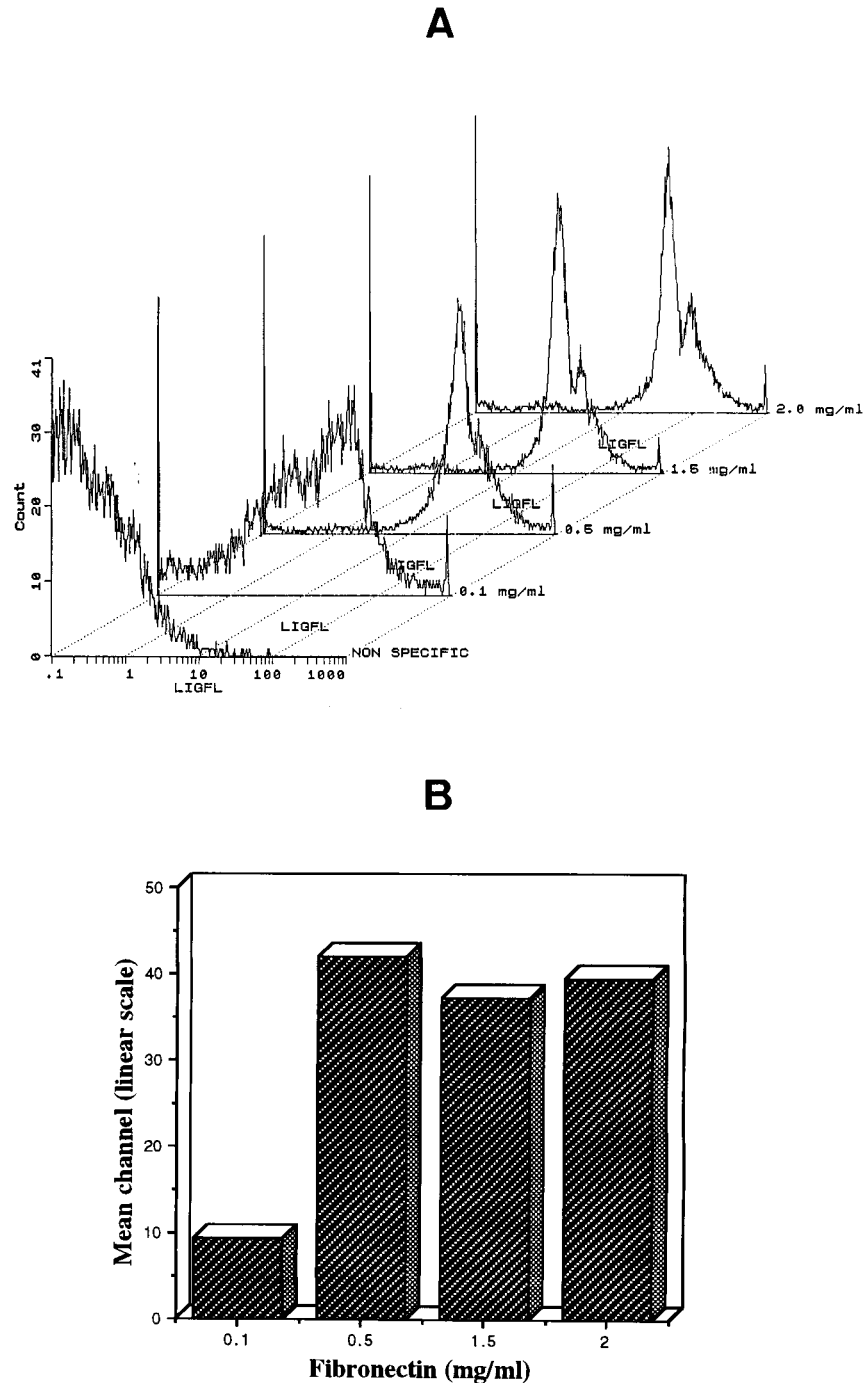 A
41
30
20
10
0
Count
.1 1 10 100 1000
LIGFL
NON SPECIFIC
LIGFL
0.1 mg/ml
IGFL
0.5 mg/ml
LIGFL
1.5 mg/ml
LIGFL
2.0 mg/ml
B
50
40
30
20
10
0
Mean channel (linear scale)
0.1 0.5 1.5 2
Fibronectin (mg/ml)